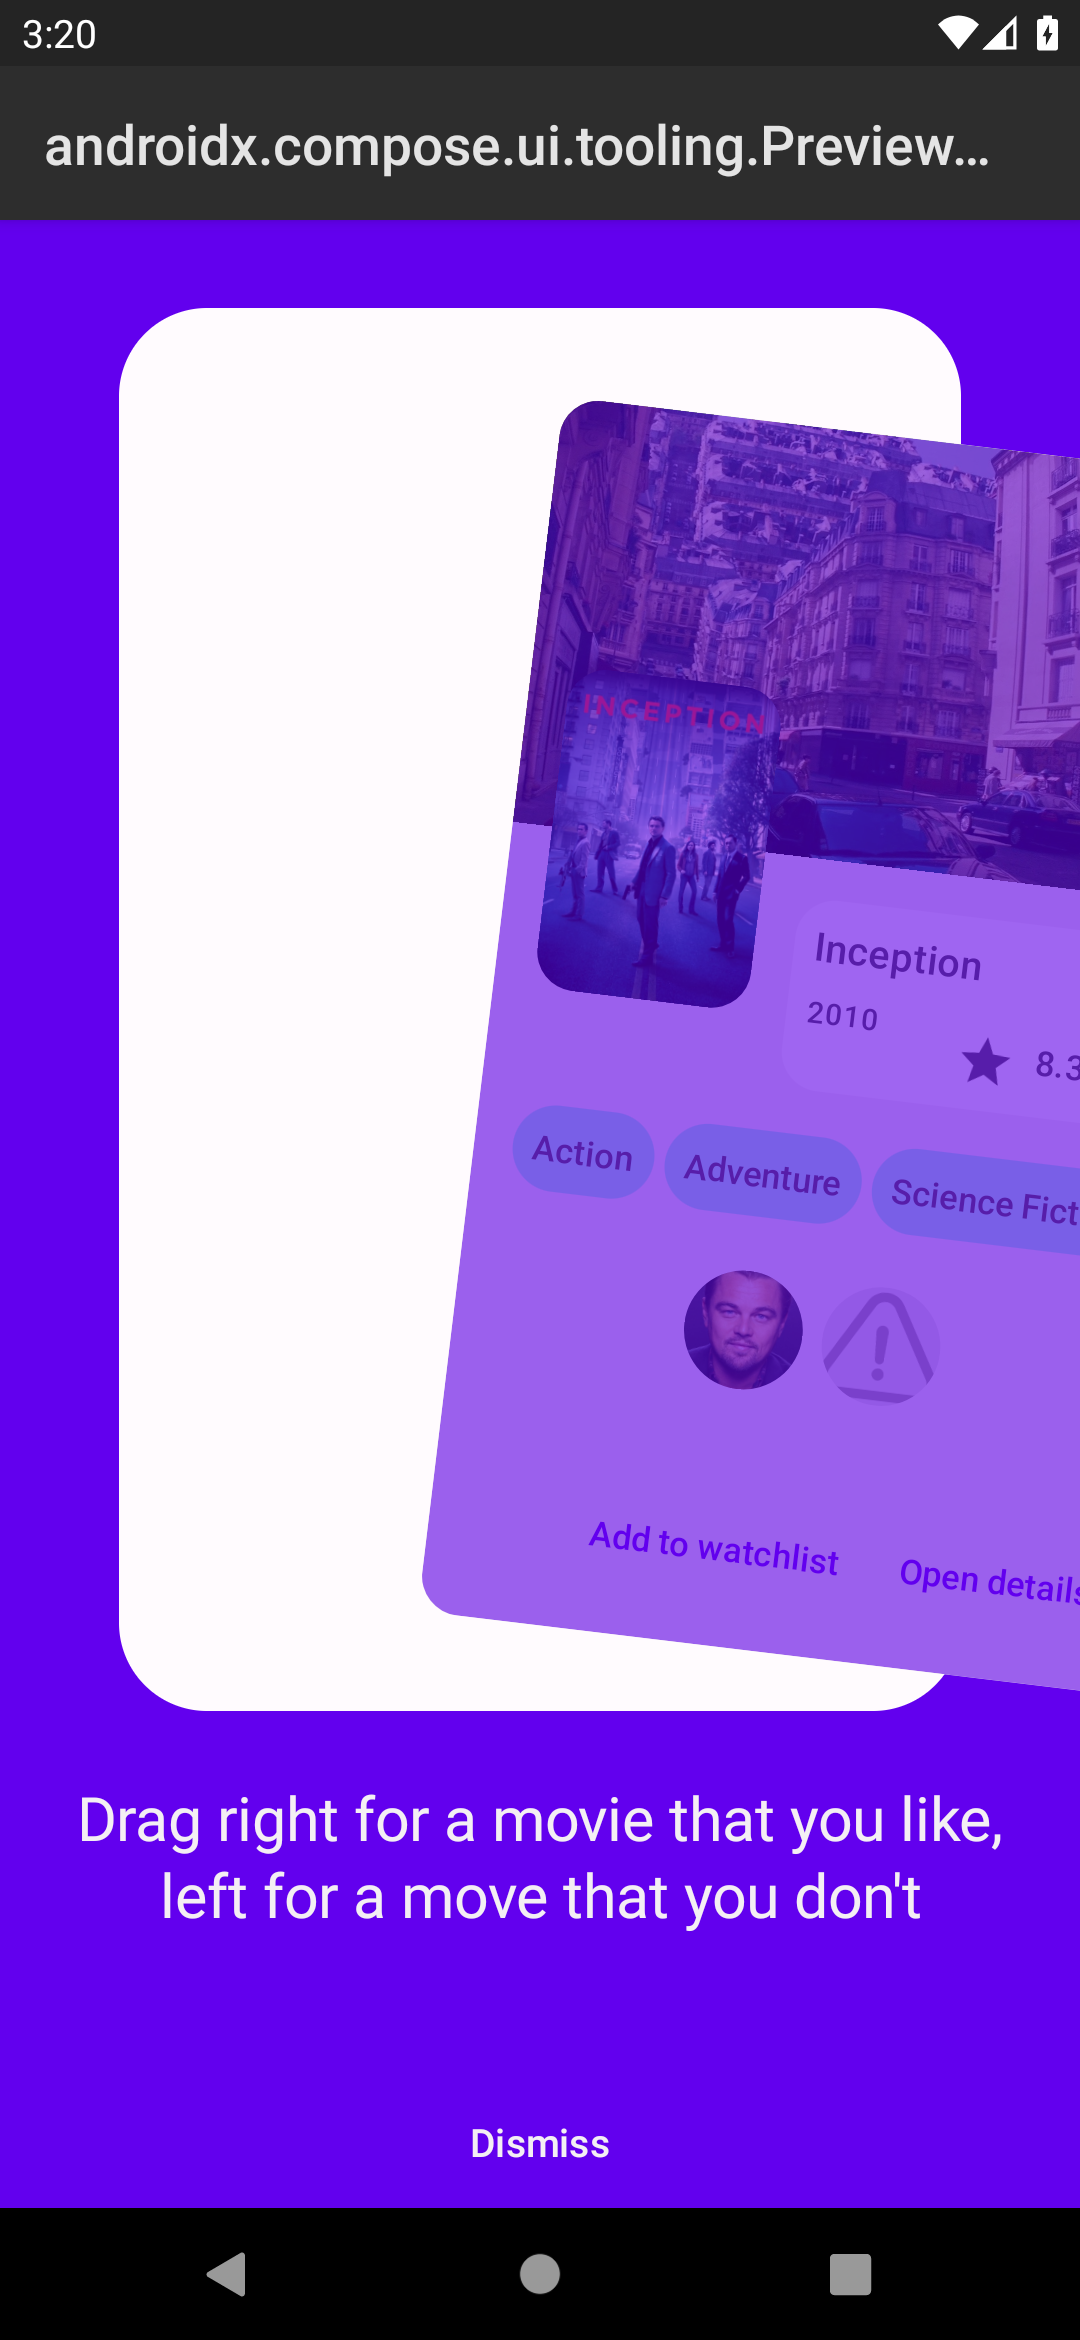 3:20
androidx.compose.ui.tooling.Preview...
INCEPTION
Inception
2010
8.3
Action
Adventure
Science Fict
Add to watchlist
Open details
Drag right for a movie that you like,
left for a move that you don't
Dismiss